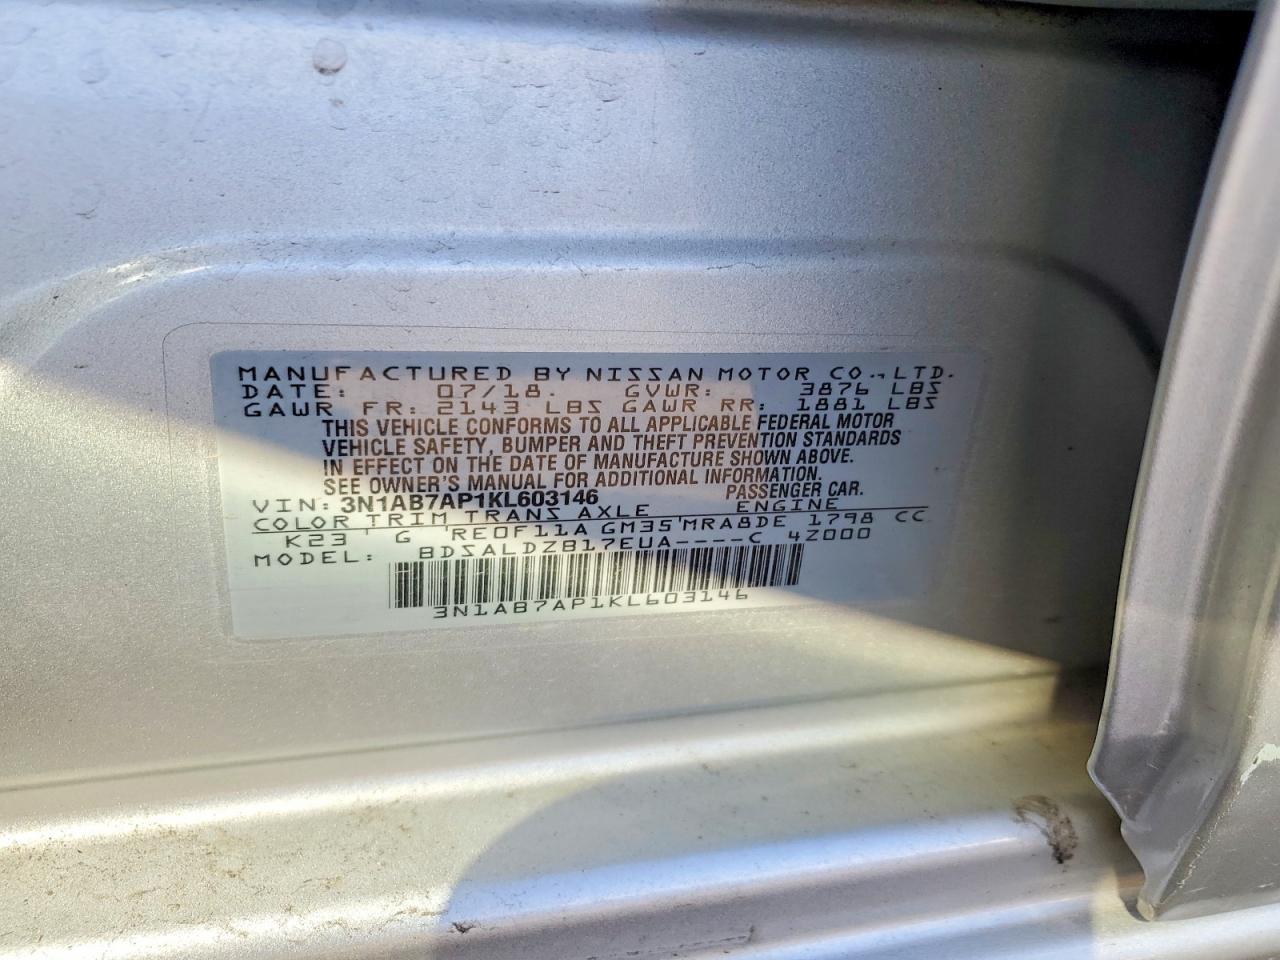 MANUFACTURED BY NISSAN MOTOR CO., LTD.
DATE: 07/18. GVWR: 3876 LBS
GAWR FR: 2143 LBS GAWR RR: 1881 LBS
THIS VEHICLE CONFORMS TO ALL APPLICABLE FEDERAL MOTOR
VEHICLE SAFETY, BUMPER AND THEFT PREVENTION STANDARDS
IN EFFECT ON THE DATE OF MANUFACTURE SHOWN ABOVE.
SEE OWNER'S MANUAL FOR ADDITIONAL INFORMATION.
VIN: 3N1AB7AP1KL603146 PASSENGER CAR.
COLOR TRIM TRANS AXLE ENGINE
K23 G RE0F11A GM35 MRA8DE 1798 CC
MODEL: BDSALDZB17EUA----C 4Z000
3N1AB7AP1KL603146